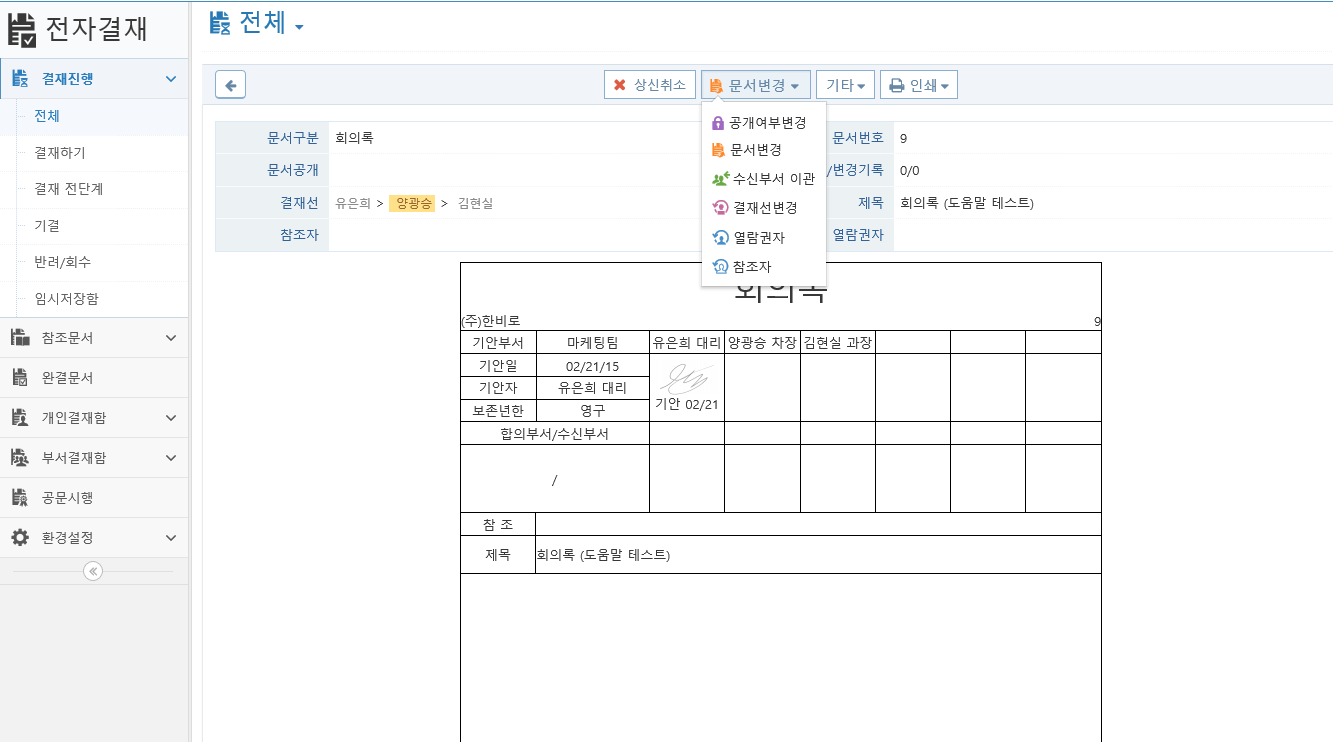 전자결재
결재진행
전체
결재하기
결재 전단계
기결
반려/회수
임시저장함
참조문서
완결문서
개인결재함
부서결재함
공문시행
환경설정
전체
상신취소 문서변경 기타 인쇄
공개여부변경
문서변경
수신부서 이관
결재선변경
열람권자
참조자
문서구분 회의록 문서번호 9
문서공개 /변경기록 0/0
결재선 유은희 > 양광승 > 김현실 제목 회의록 (도움말 테스트)
참조자 열람권자
회의록
(주)한비로 9
기안부서 마케팅팀 유은희 대리 양광승 차장 김현실 과장
기안일 02/21/15
기안자 유은희 대리
기안 02/21
보존년한 영구
합의부서/수신부서
/
참 조
제목 회의록 (도움말 테스트)